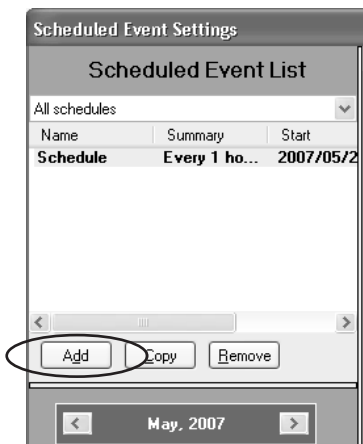 Scheduled Event Settings
Scheduled Event List
All schedules
Name Summary Start
Schedule Every 1 ho... 2007/05/2
Add Copy Remove
May, 2007